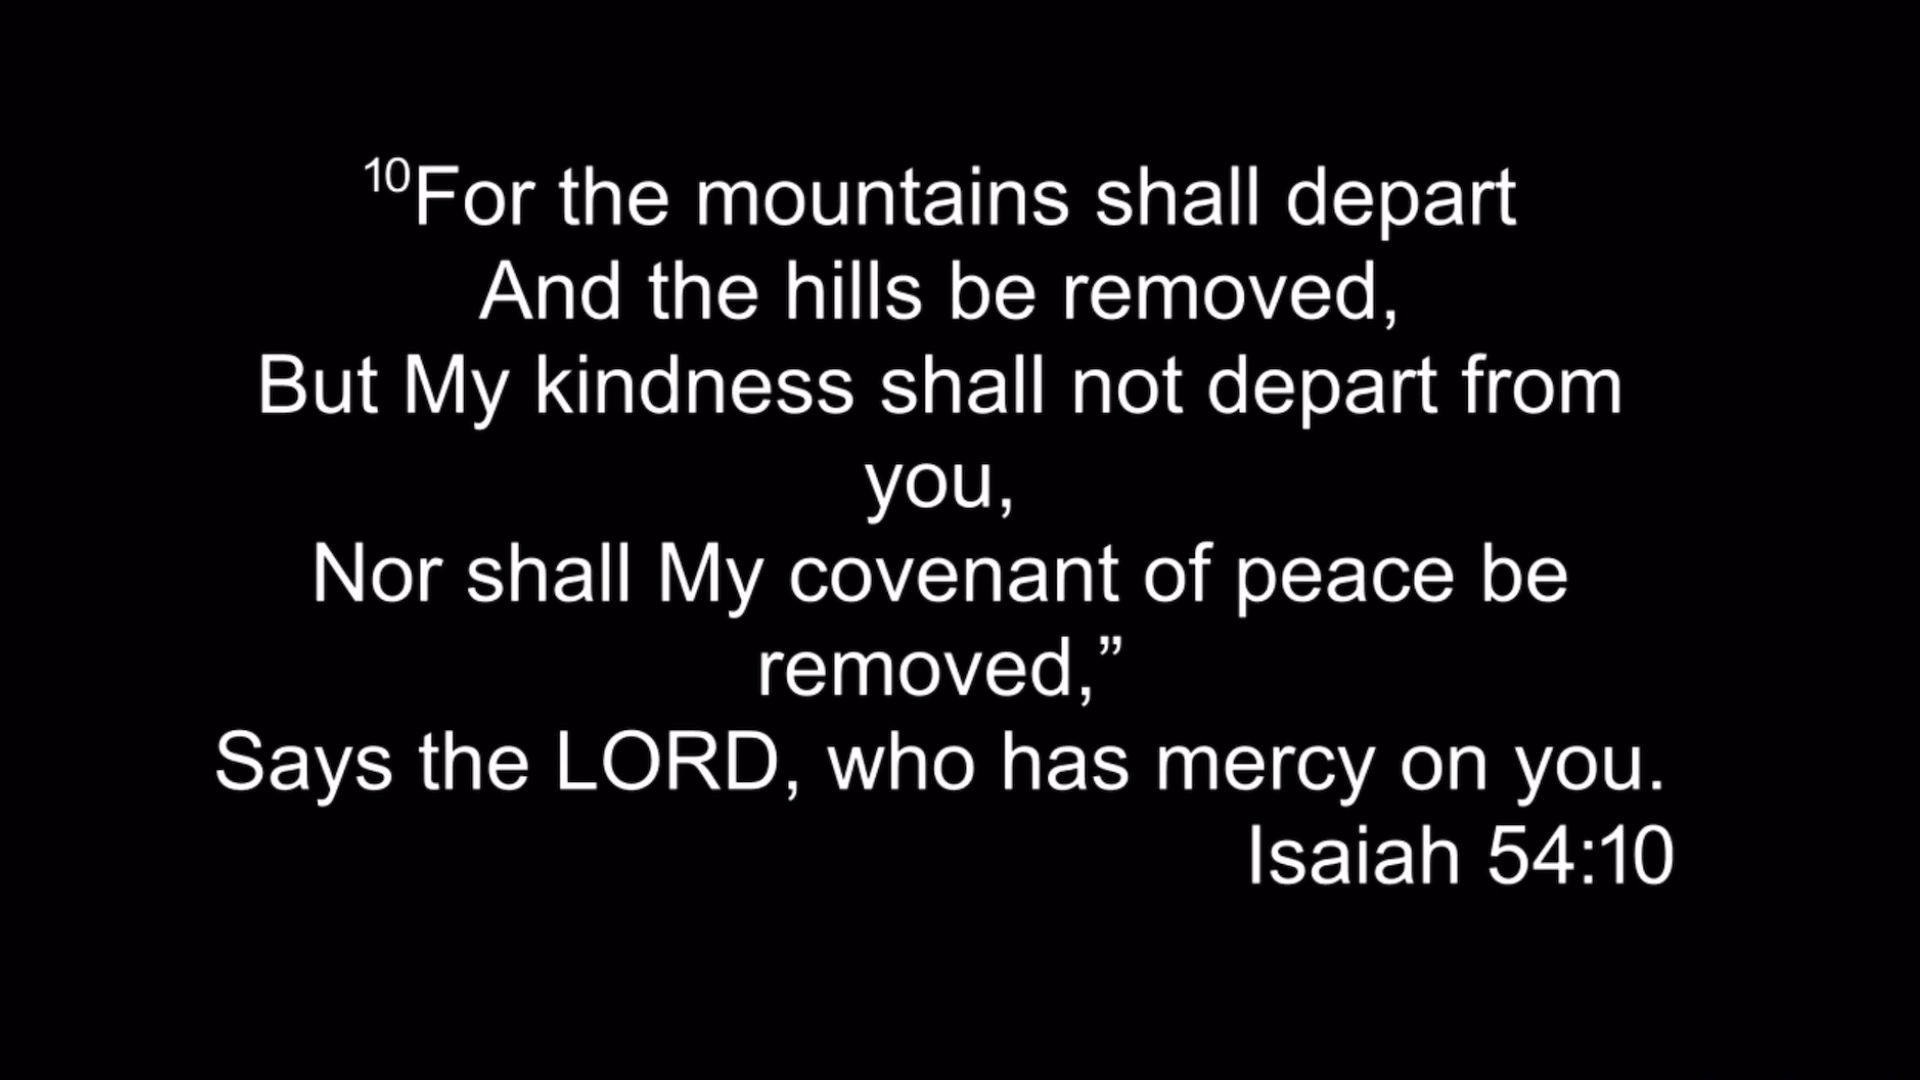 ¹⁰For the mountains shall depart
And the hills be removed,
But My kindness shall not depart from
you,
Nor shall My covenant of peace be
removed,”
Says the LORD, who has mercy on you.
Isaiah 54:10